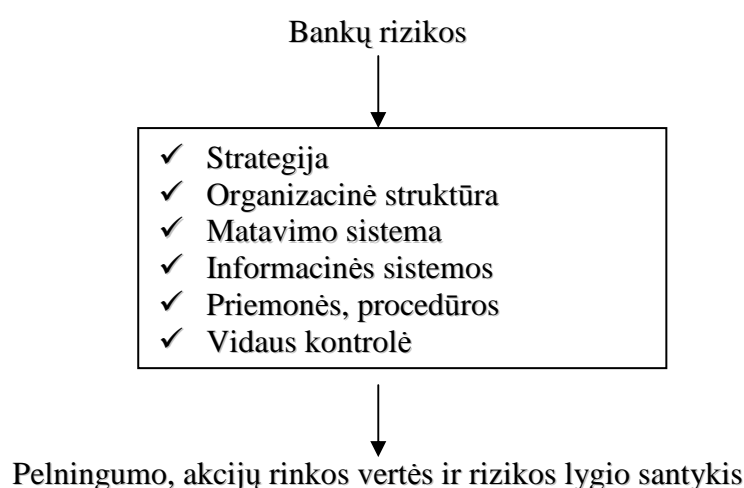 Bankų rizikos
✓ Strategija
✓ Organizacinė struktūra
✓ Matavimo sistema
✓ Informacinės sistemos
✓ Priemonės, procedūros
✓ Vidaus kontrolė
Pelningumo, akcijų rinkos vertės ir rizikos lygio santykis